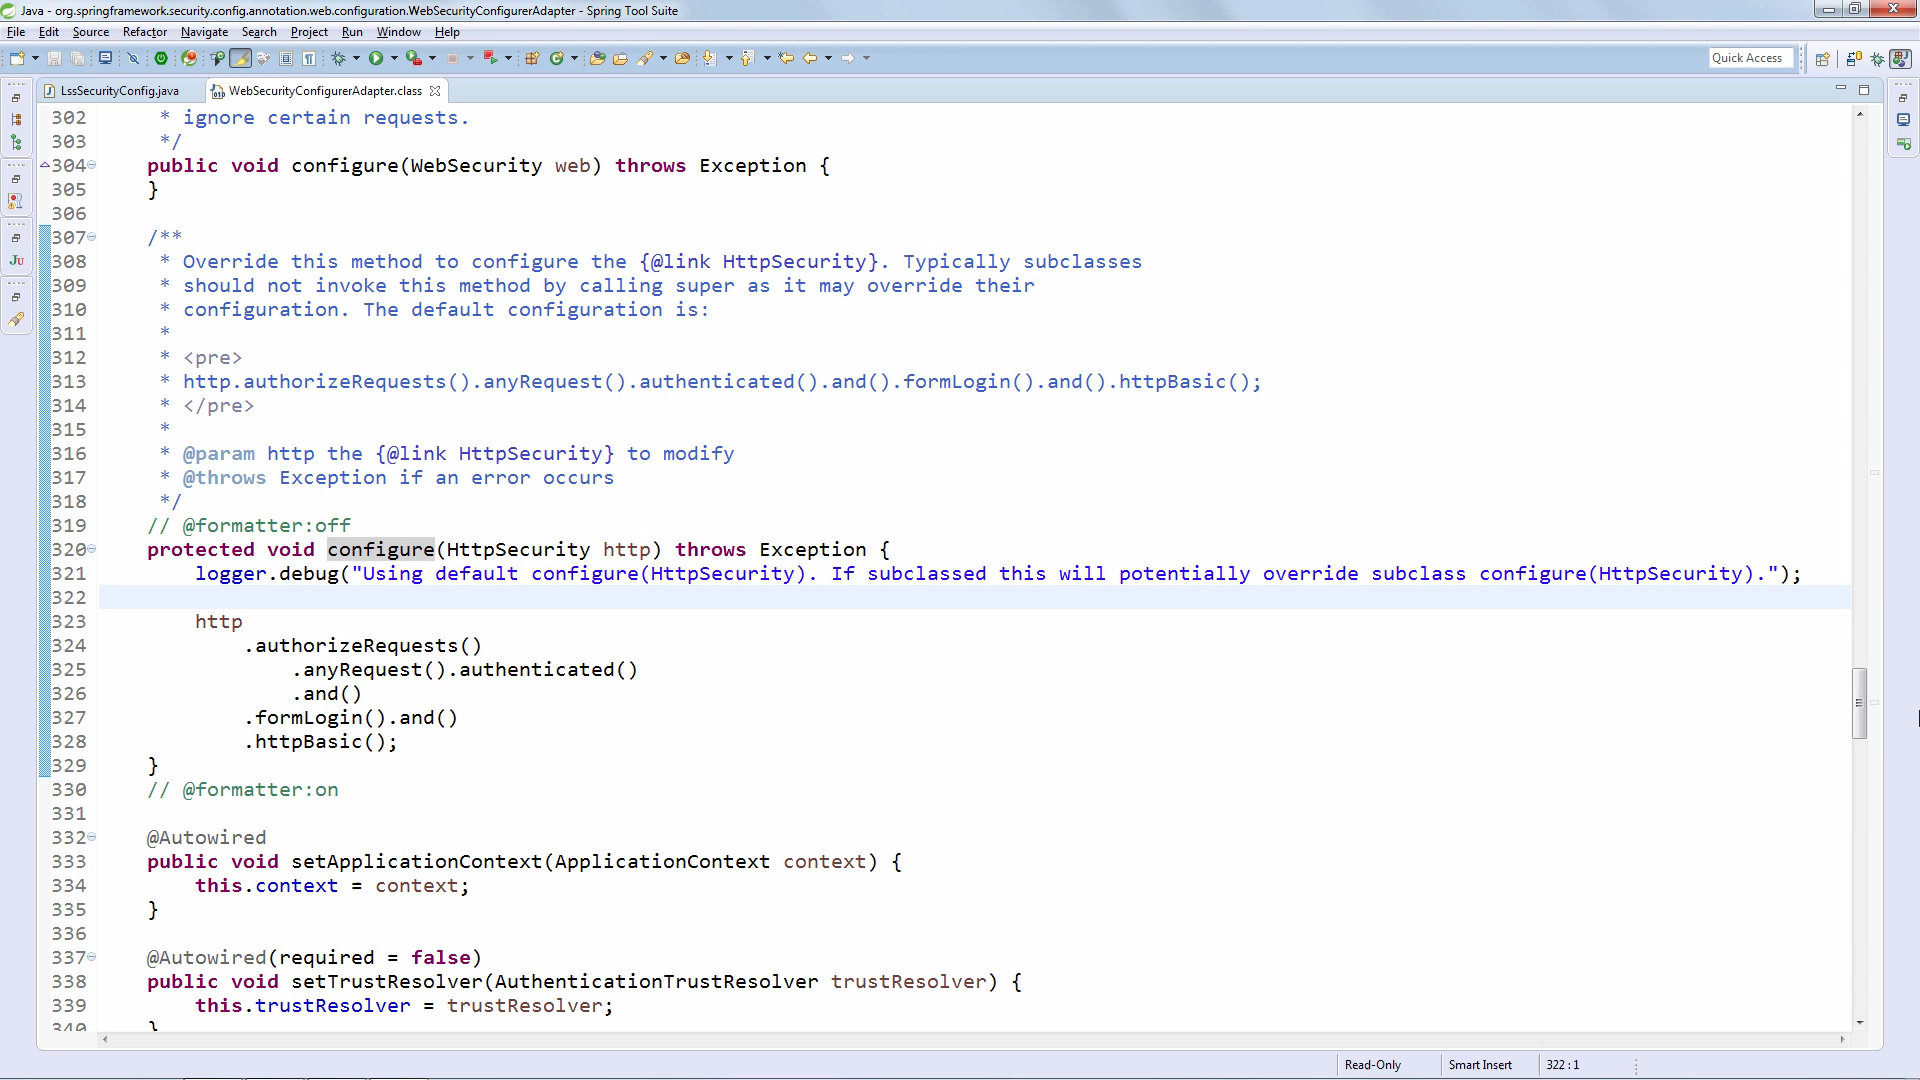 Java - org.springframework.security.config.annotation.web.configuration.WebSecurityConfigurerAdapter - Spring Tool Suite
File Edit Source Refactor Navigate Search Project Run Window Help
Quick Access
LssSecurityConfig.java WebSecurityConfigurerAdapter.class
302 * ignore certain requests.
303 */
304 public void configure(WebSecurity web) throws Exception {
305 }
306
307 /**
308 * Override this method to configure the {@link HttpSecurity}. Typically subclasses
309 * should not invoke this method by calling super as it may override their
310 * configuration. The default configuration is:
311 *
312 * <pre>
313 * http.authorizeRequests().anyRequest().authenticated().and().formLogin().and().httpBasic();
314 * </pre>
315 *
316 * @param http the {@link HttpSecurity} to modify
317 * @throws Exception if an error occurs
318 */
319 // @formatter:off
320 protected void configure(HttpSecurity http) throws Exception {
321 logger.debug("Using default configure(HttpSecurity). If subclassed this will potentially override subclass configure(HttpSecurity).");
322
323 http
324 .authorizeRequests()
325 .anyRequest().authenticated()
326 .and()
327 .formLogin().and()
328 .httpBasic();
329 }
330 // @formatter:on
331
332 @Autowired
333 public void setApplicationContext(ApplicationContext context) {
334 this.context = context;
335 }
336
337 @Autowired(required = false)
338 public void setTrustResolver(AuthenticationTrustResolver trustResolver) {
339 this.trustResolver = trustResolver;
340 }
Read-Only Smart Insert 322 : 1